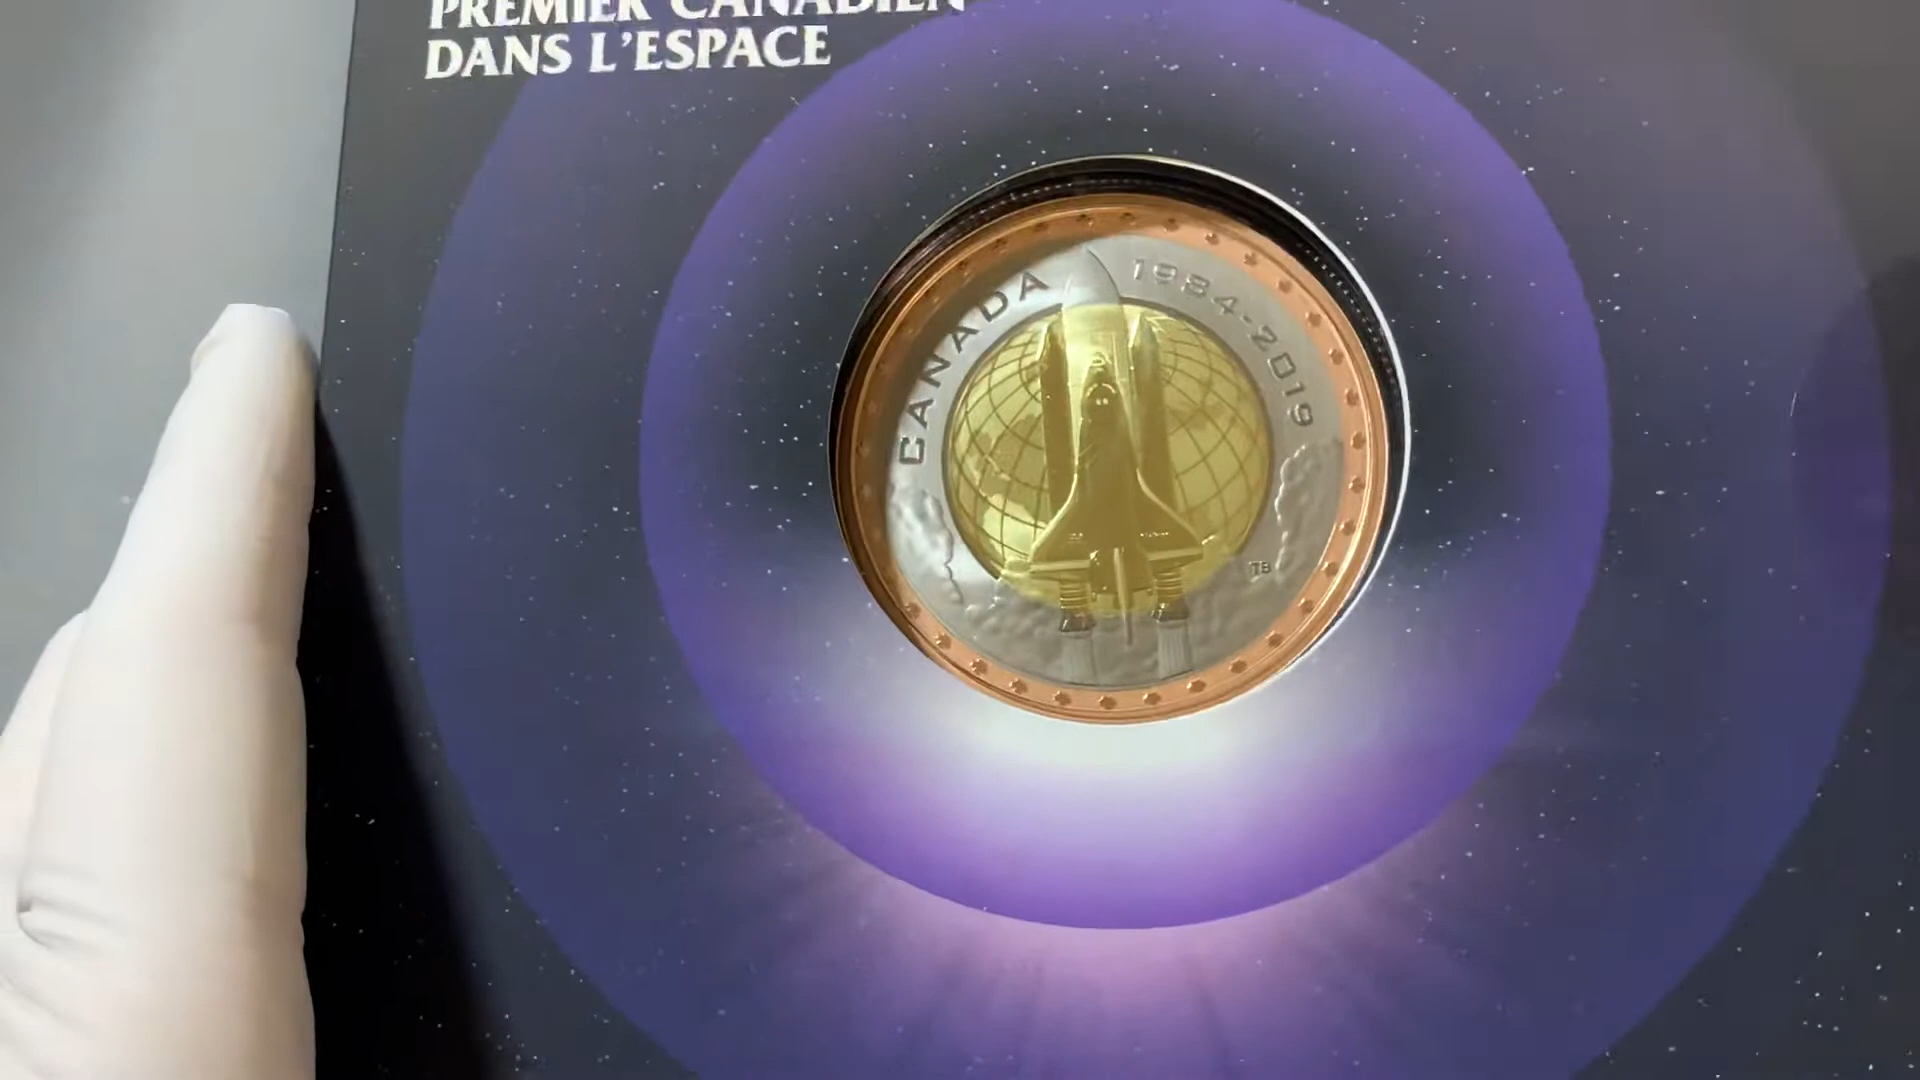 PREMIER CANADIEN
DANS L'ESPACE
CANADA
1984-2019
TB